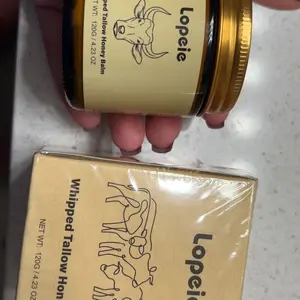 Lopeie
Whipped Tallow Honey Balm
NET WT: 120G / 4.23 OZ
Lopeie
Whipped Tallow Hon
NET WT: 120G / 4.23 OZ